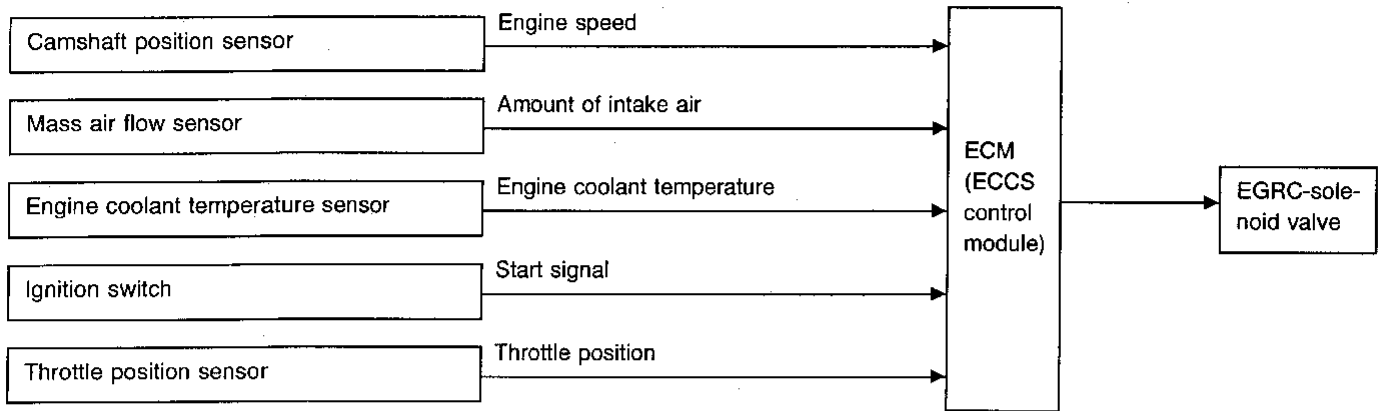 Camshaft position sensor
Engine speed
Mass air flow sensor
Amount of intake air
Engine coolant temperature sensor
Engine coolant temperature
Ignition switch
Start signal
Throttle position sensor
Throttle position
ECM
(ECCS
control
module)
EGRC-sole-
noid valve